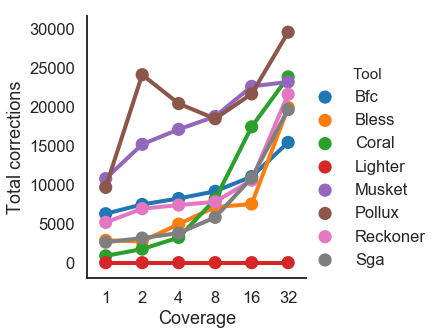 Total corrections
30000
25000
20000
15000
10000
5000
0
1 2 4 8 16 32
Coverage
Tool
Bfc
Bless
Coral
Lighter
Musket
Pollux
Reckoner
Sga